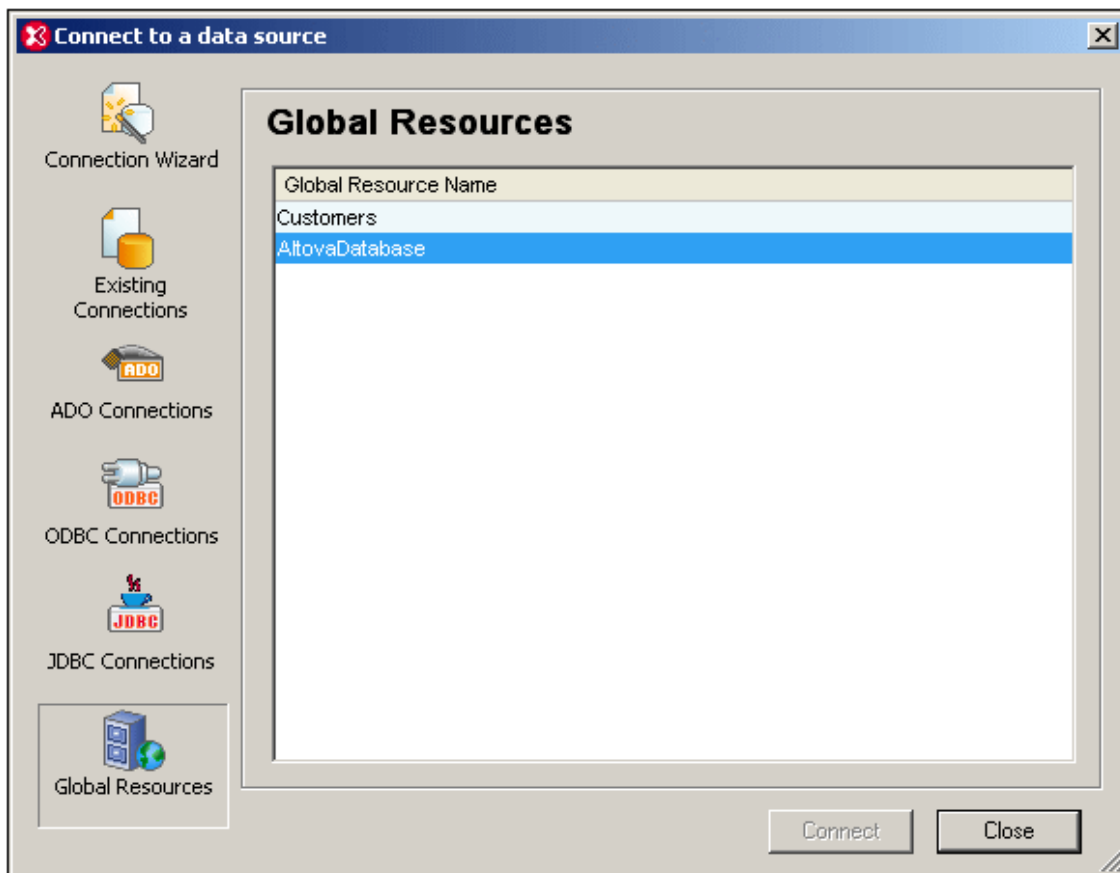 Connect to a data source
Connection Wizard
Existing
Connections
ADO
ADO Connections
ODBC
ODBC Connections
JDBC
JDBC Connections
Global Resources
Global Resources
Global Resource Name
Customers
AltovaDatabase
Connect
Close